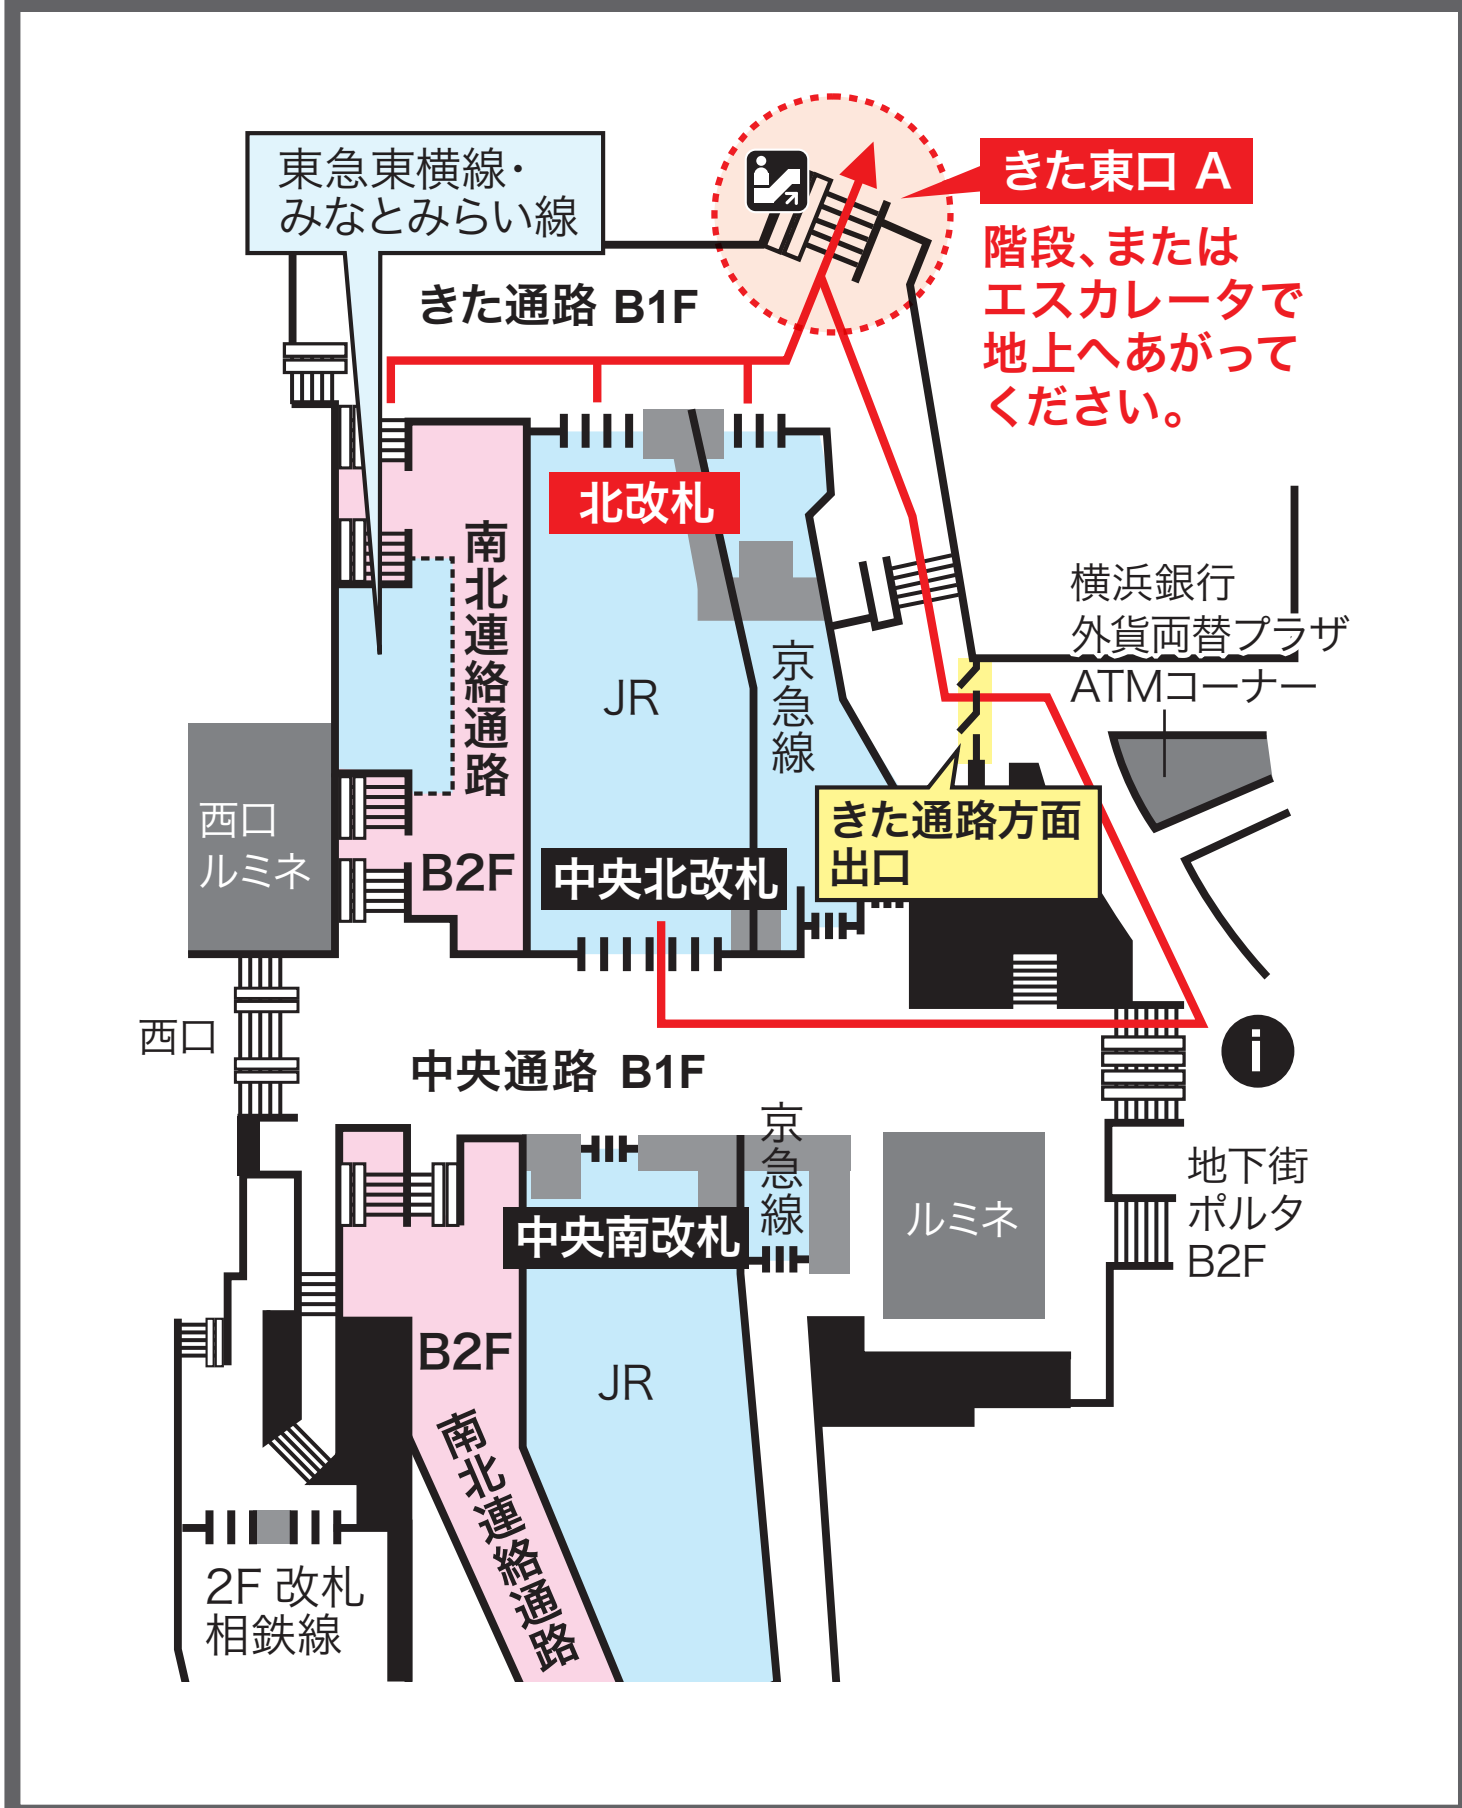 東急東横線・
みなとみらい線
きた東口 A
階段、または
エスカレータで
地上へあがって
ください。
きた通路 B1F
北改札
南北連絡通路
JR
京急線
横浜銀行
外貨両替プラザ
ATMコーナー
西口
ルミネ
B2F
中央北改札
きた通路方面
出口
西口
中央通路 B1F
i
京急線
中央南改札
ルミネ
地下街
ポルタ
B2F
B2F
JR
南北連絡通路
2F 改札
相鉄線